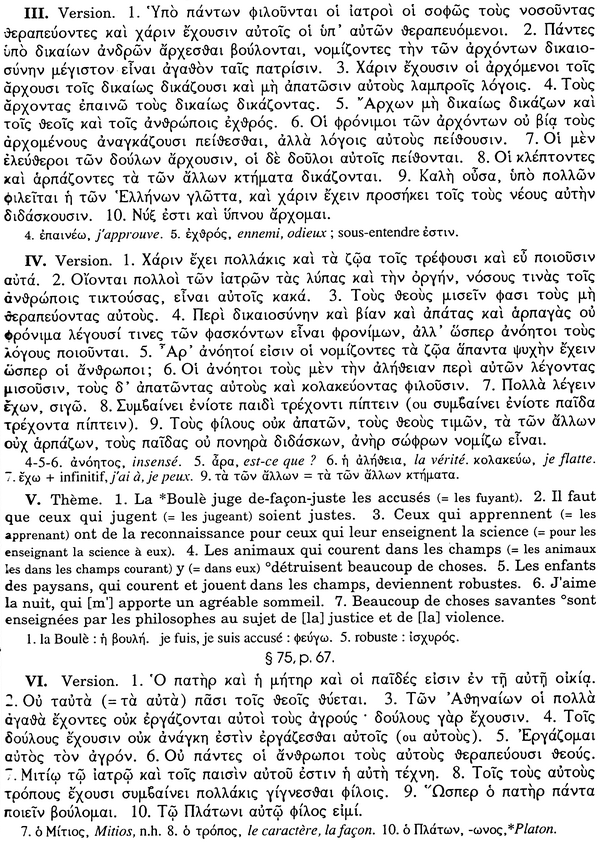 III. Version. 1. Ὑπὸ πάντων φιλοῦνται οἱ ἰατροὶ οἱ σοφῶς τοὺς νοσοῦντας
ϑεραπεύοντες καὶ χάριν ἔχουσιν αὐτοῖς οἱ ὑπ’ αὐτῶν ϑεραπευόμενοι. 2. Πάντες
ὑπὸ δικαίων ἀνδρῶν ἄρχεσϑαι βούλονται, νομίζοντες τὴν τῶν ἀρχόντων δικαιο-
σύνην μέγιστον εἶναι ἀγαϑὸν ταῖς πατρίσιν. 3. Χάριν ἔχουσιν οἱ ἀρχόμενοι τοῖς
ἄρχουσι τοῖς δικαίως δικάζουσι καὶ μὴ ἀπατῶσιν αὐτοὺς λαμπροῖς λόγοις. 4. Τοὺς
ἄρχοντας ἐπαινῶ τοὺς δικαίως δικάζοντας. 5. Ἄρχων μὴ δικαίως δικάζων καὶ
τοῖς ϑεοῖς καὶ τοῖς ἀνϑρώποις ἐχϑρός. 6. Οἱ φρόνιμοι τῶν ἀρχόντων οὐ βίᾳ τοὺς
ἀρχομένους ἀναγκάζουσι πείϑεσϑαι, ἀλλὰ λόγοις αὐτοὺς πείϑουσιν. 7. Οἱ μὲν
ἐλεύϑεροι τῶν δούλων ἄρχουσιν, οἱ δὲ δοῦλοι αὐτοῖς πείϑονται. 8. Οἱ κλέπτοντες
καὶ ἁρπάζοντες τὰ τῶν ἄλλων κτήματα δικάζονται. 9. Καλὴ οὖσα, ὑπὸ πολλῶν
φιλεῖται ἡ τῶν Ἑλλήνων γλῶττα, καὶ χάριν ἔχειν προσήκει τοῖς τοὺς νέους αὐτὴν
διδάσκουσιν. 10. Νύξ ἐστι καὶ ὕπνου ἄρχομαι.
4. ἐπαινέω, j'approuve. 5. ἐχϑρός, ennemi, odieux ; sous-entendre ἐστιν.
IV. Version. 1. Χάριν ἔχει πολλάκις καὶ τὰ ζῷα τοῖς τρέφουσι καὶ εὖ ποιοῦσιν
αὐτά. 2. Οἴονται πολλοὶ τῶν ἰατρῶν τὰς λύπας καὶ τὴν ὀργήν, νόσους τινὰς τοῖς
ἀνϑρώποις τικτούσας, εἶναι αὐτοῖς κακά. 3. Τοὺς ϑεοὺς μισεῖν φασι τοὺς μὴ
ϑεραπεύοντας αὐτούς. 4. Περὶ δικαιοσύνην καὶ βίαν καὶ ἀπάτας καὶ ἁρπαγὰς οὐ
φρόνιμα λέγουσί τινες τῶν φασκόντων εἶναι φρονίμων, ἀλλ’ ὥσπερ ἀνόητοι τοὺς
λόγους ποιοῦνται. 5. Ἆρ’ ἀνόητοί εἰσιν οἱ νομίζοντες τὰ ζῷα ἅπαντα ψυχὴν ἔχειν
ὥσπερ οἱ ἄνϑρωποι; 6. Οἱ ἀνόητοι τοὺς μὲν τὴν ἀλήϑειαν περὶ αὐτῶν λέγοντας
μισοῦσιν, τοὺς δ’ ἀπατῶντας αὐτοὺς καὶ κολακεύοντας φιλοῦσιν. 7. Πολλὰ λέγειν
ἔχων, σιγῶ. 8. Συμβαίνει ἐνίοτε παιδὶ τρέχοντι πίπτειν (ou συμβαίνει ἐνίοτε παῖδα
τρέχοντα πίπτειν). 9. Τοὺς φίλους οὐκ ἀπατῶν, τοὺς ϑεοὺς τιμῶν, τὰ τῶν ἄλλων
οὐχ ἁρπάζων, τοὺς παῖδας οὐ πονηρὰ διδάσκων, ἀνὴρ σώφρων νομίζω εἶναι.
4-5-6. ἀνόητος, insensé. 5. ἆρα, est-ce que ? 6. ἡ ἀλήϑεια, la vérité. κολακεύω, je flatte.
7. ἔχω + infinitif, j'ai à, je peux. 9. τὰ τῶν ἄλλων = τὰ τῶν ἄλλων κτήματα.
V. Thème. 1. La *Boulè juge de-façon-juste les accusés (= les fuyant). 2. Il faut
que ceux qui jugent (= les jugeant) soient justes. 3. Ceux qui apprennent (= les
apprenant) ont de la reconnaissance pour ceux qui leur enseignent la science (= pour les
enseignant la science à eux). 4. Les animaux qui courent dans les champs (= les animaux
les dans les champs courant) y (= dans eux) °détruisent beaucoup de choses. 5. Les enfants
des paysans, qui courent et jouent dans les champs, deviennent robustes. 6. J'aime
la nuit, qui [m'] apporte un agréable sommeil. 7. Beaucoup de choses savantes °sont
enseignées par les philosophes au sujet de [la] justice et de [la] violence.
1. la Boulè : ἡ βουλή. je fuis, je suis accusé : φεύγω. 5. robuste : ἰσχυρός.
§ 75, p. 67.
VI. Version. 1. Ὁ πατὴρ καὶ ἡ μήτηρ καὶ οἱ παῖδές εἰσιν ἐν τῇ αὐτῇ οἰκίᾳ.
2. Οὐ ταὐτὰ (= τὰ αὐτὰ) πᾶσι τοῖς ϑεοῖς ϑύεται. 3. Τῶν Ἀϑηναίων οἱ πολλὰ
ἀγαϑὰ ἔχοντες οὐκ ἐργάζονται αὐτοὶ τοὺς ἀγρούς · δούλους γὰρ ἔχουσιν. 4. Τοῖς
δούλους ἔχουσιν οὐκ ἀνάγκη ἐστὶν ἐργάζεσϑαι αὐτοῖς (ou αὐτούς). 5. Ἐργάζομαι
αὐτὸς τὸν ἀγρόν. 6. Οὐ πάντες οἱ ἄνϑρωποι τοὺς αὐτοὺς ϑεραπεύουσι ϑεούς.
7. Μιτίῳ τῷ ἰατρῷ καὶ τοῖς παισὶν αὐτοῦ ἐστιν ἡ αὐτὴ τέχνη. 8. Τοῖς τοὺς αὐτοὺς
τρόπους ἔχουσι συμβαίνει πολλάκις γίγνεσϑαι φίλοις. 9. Ὥσπερ ὁ πατὴρ πάντα
ποιεῖν βούλομαι. 10. Τῷ Πλάτωνι αὐτῷ φίλος εἰμί.
7. ὁ Μίτιος, Mitios, n.h. 8. ὁ τρόπος, le caractère, la façon. 10. ὁ Πλάτων, -ωνος,*Platon.